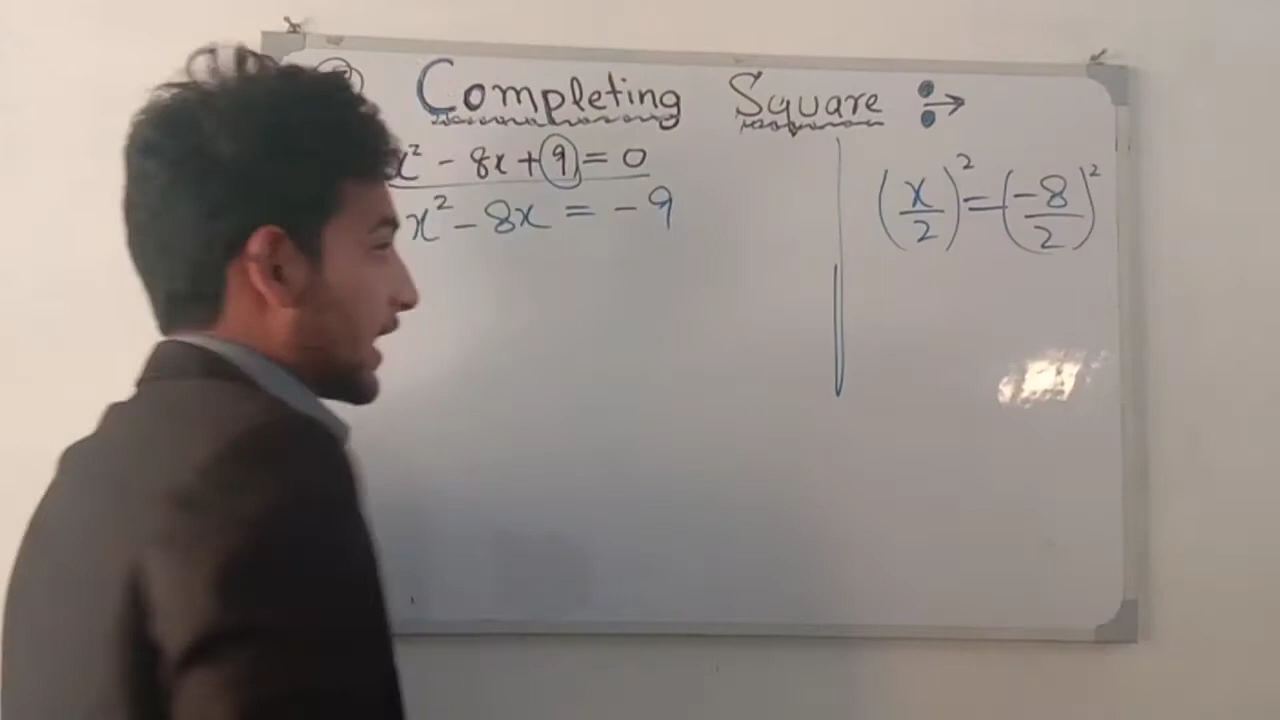 Completing Square :→
x² - 8x + 9 = 0
x² - 8x = - 9
(x/2)² = (-8/2)²